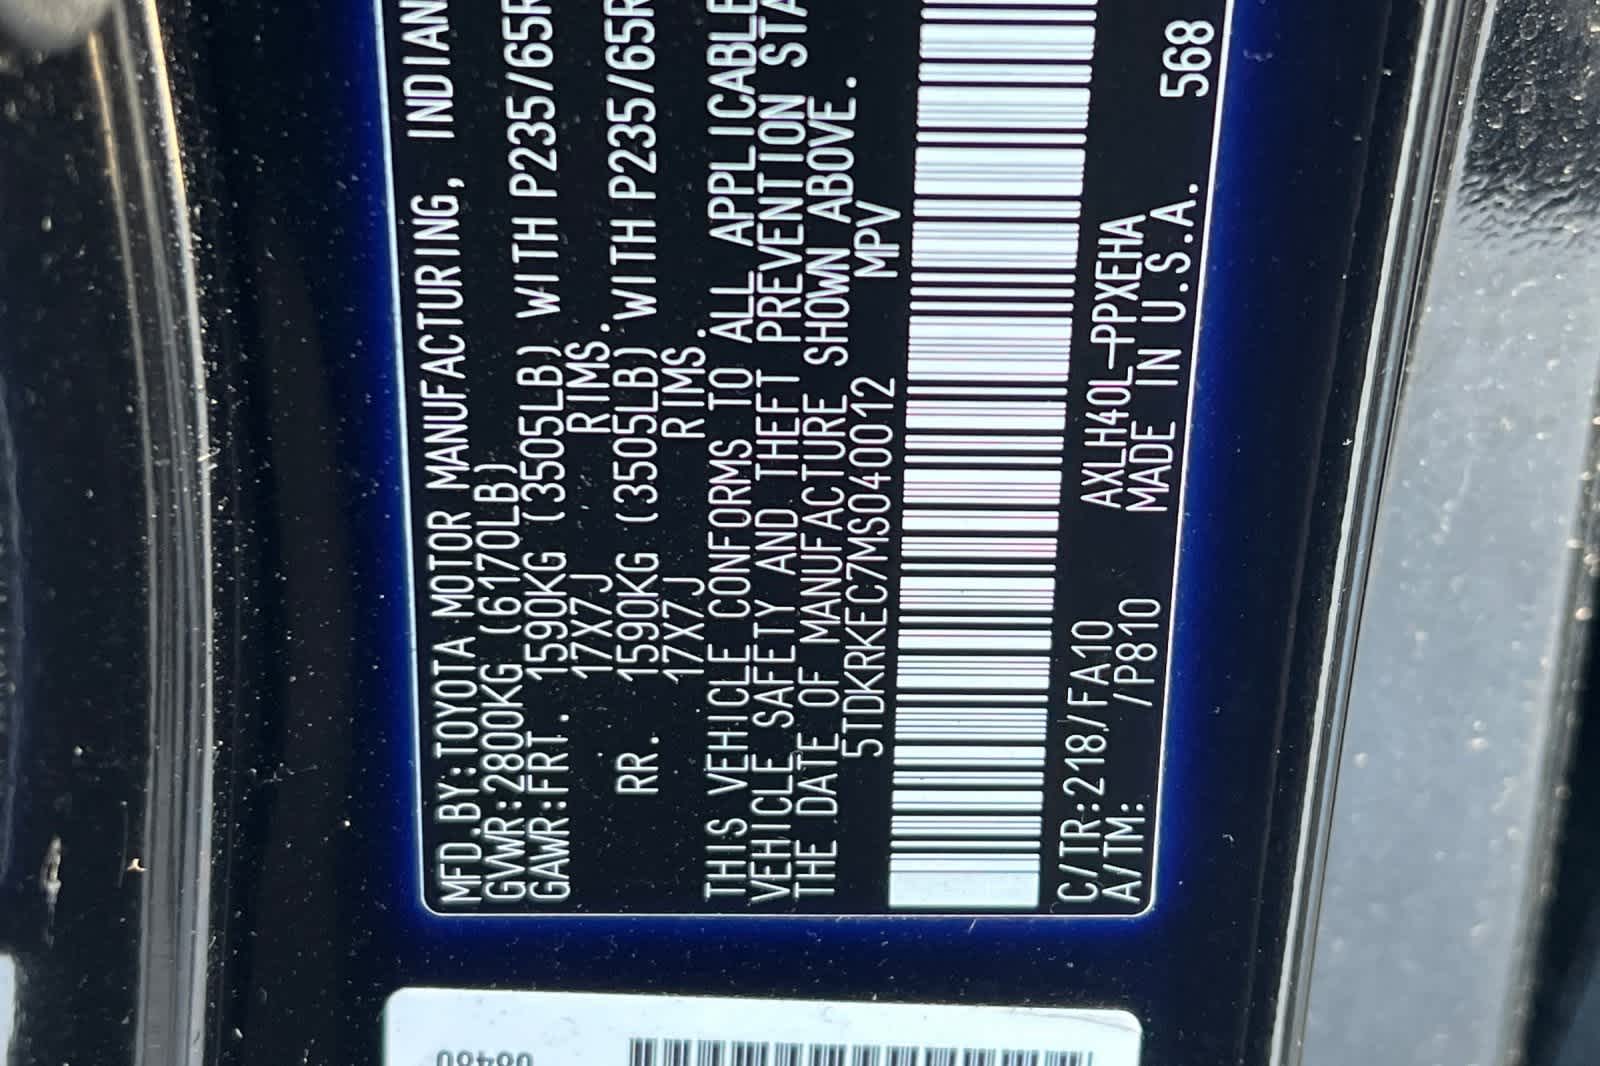 MFD.BY:TOYOTA MOTOR MANUFACTURING, INDIAN
GVWR:2800KG (6170LB)
GAWR:FRT. 1590KG (3505LB) WITH P235/65R
17X7J RIMS.
RR. 1590KG (3505LB) WITH P235/65R
17X7J RIMS.
THIS VEHICLE CONFORMS TO ALL APPLICABLE
VEHICLE SAFETY AND THEFT PREVENTION STA
THE DATE OF MANUFACTURE SHOWN ABOVE.
5TDKRKEC7MS040012 MPV
C/TR:218/FA10 AXLH40L-PPXEHA
A/TM: /P810 MADE IN U.S.A. 568